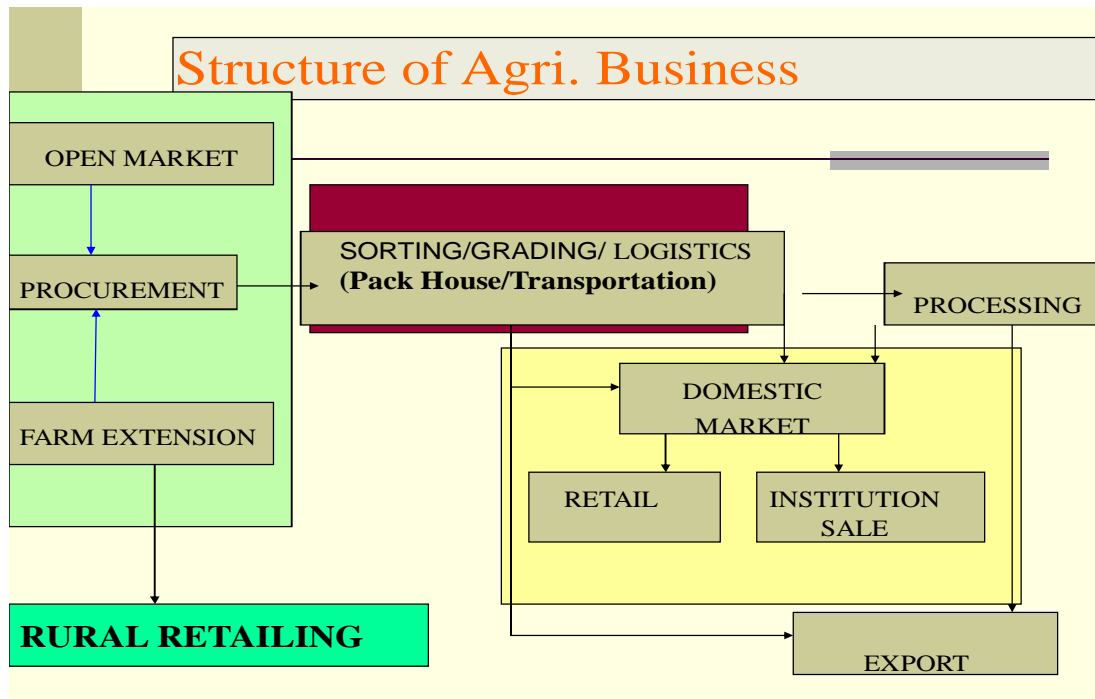 Structure of Agri. Business
OPEN MARKET
SORTING/GRADING/ LOGISTICS
(Pack House/Transportation)
PROCUREMENT
PROCESSING
DOMESTIC
MARKET
FARM EXTENSION
RETAIL
INSTITUTION
SALE
RURAL RETAILING
EXPORT